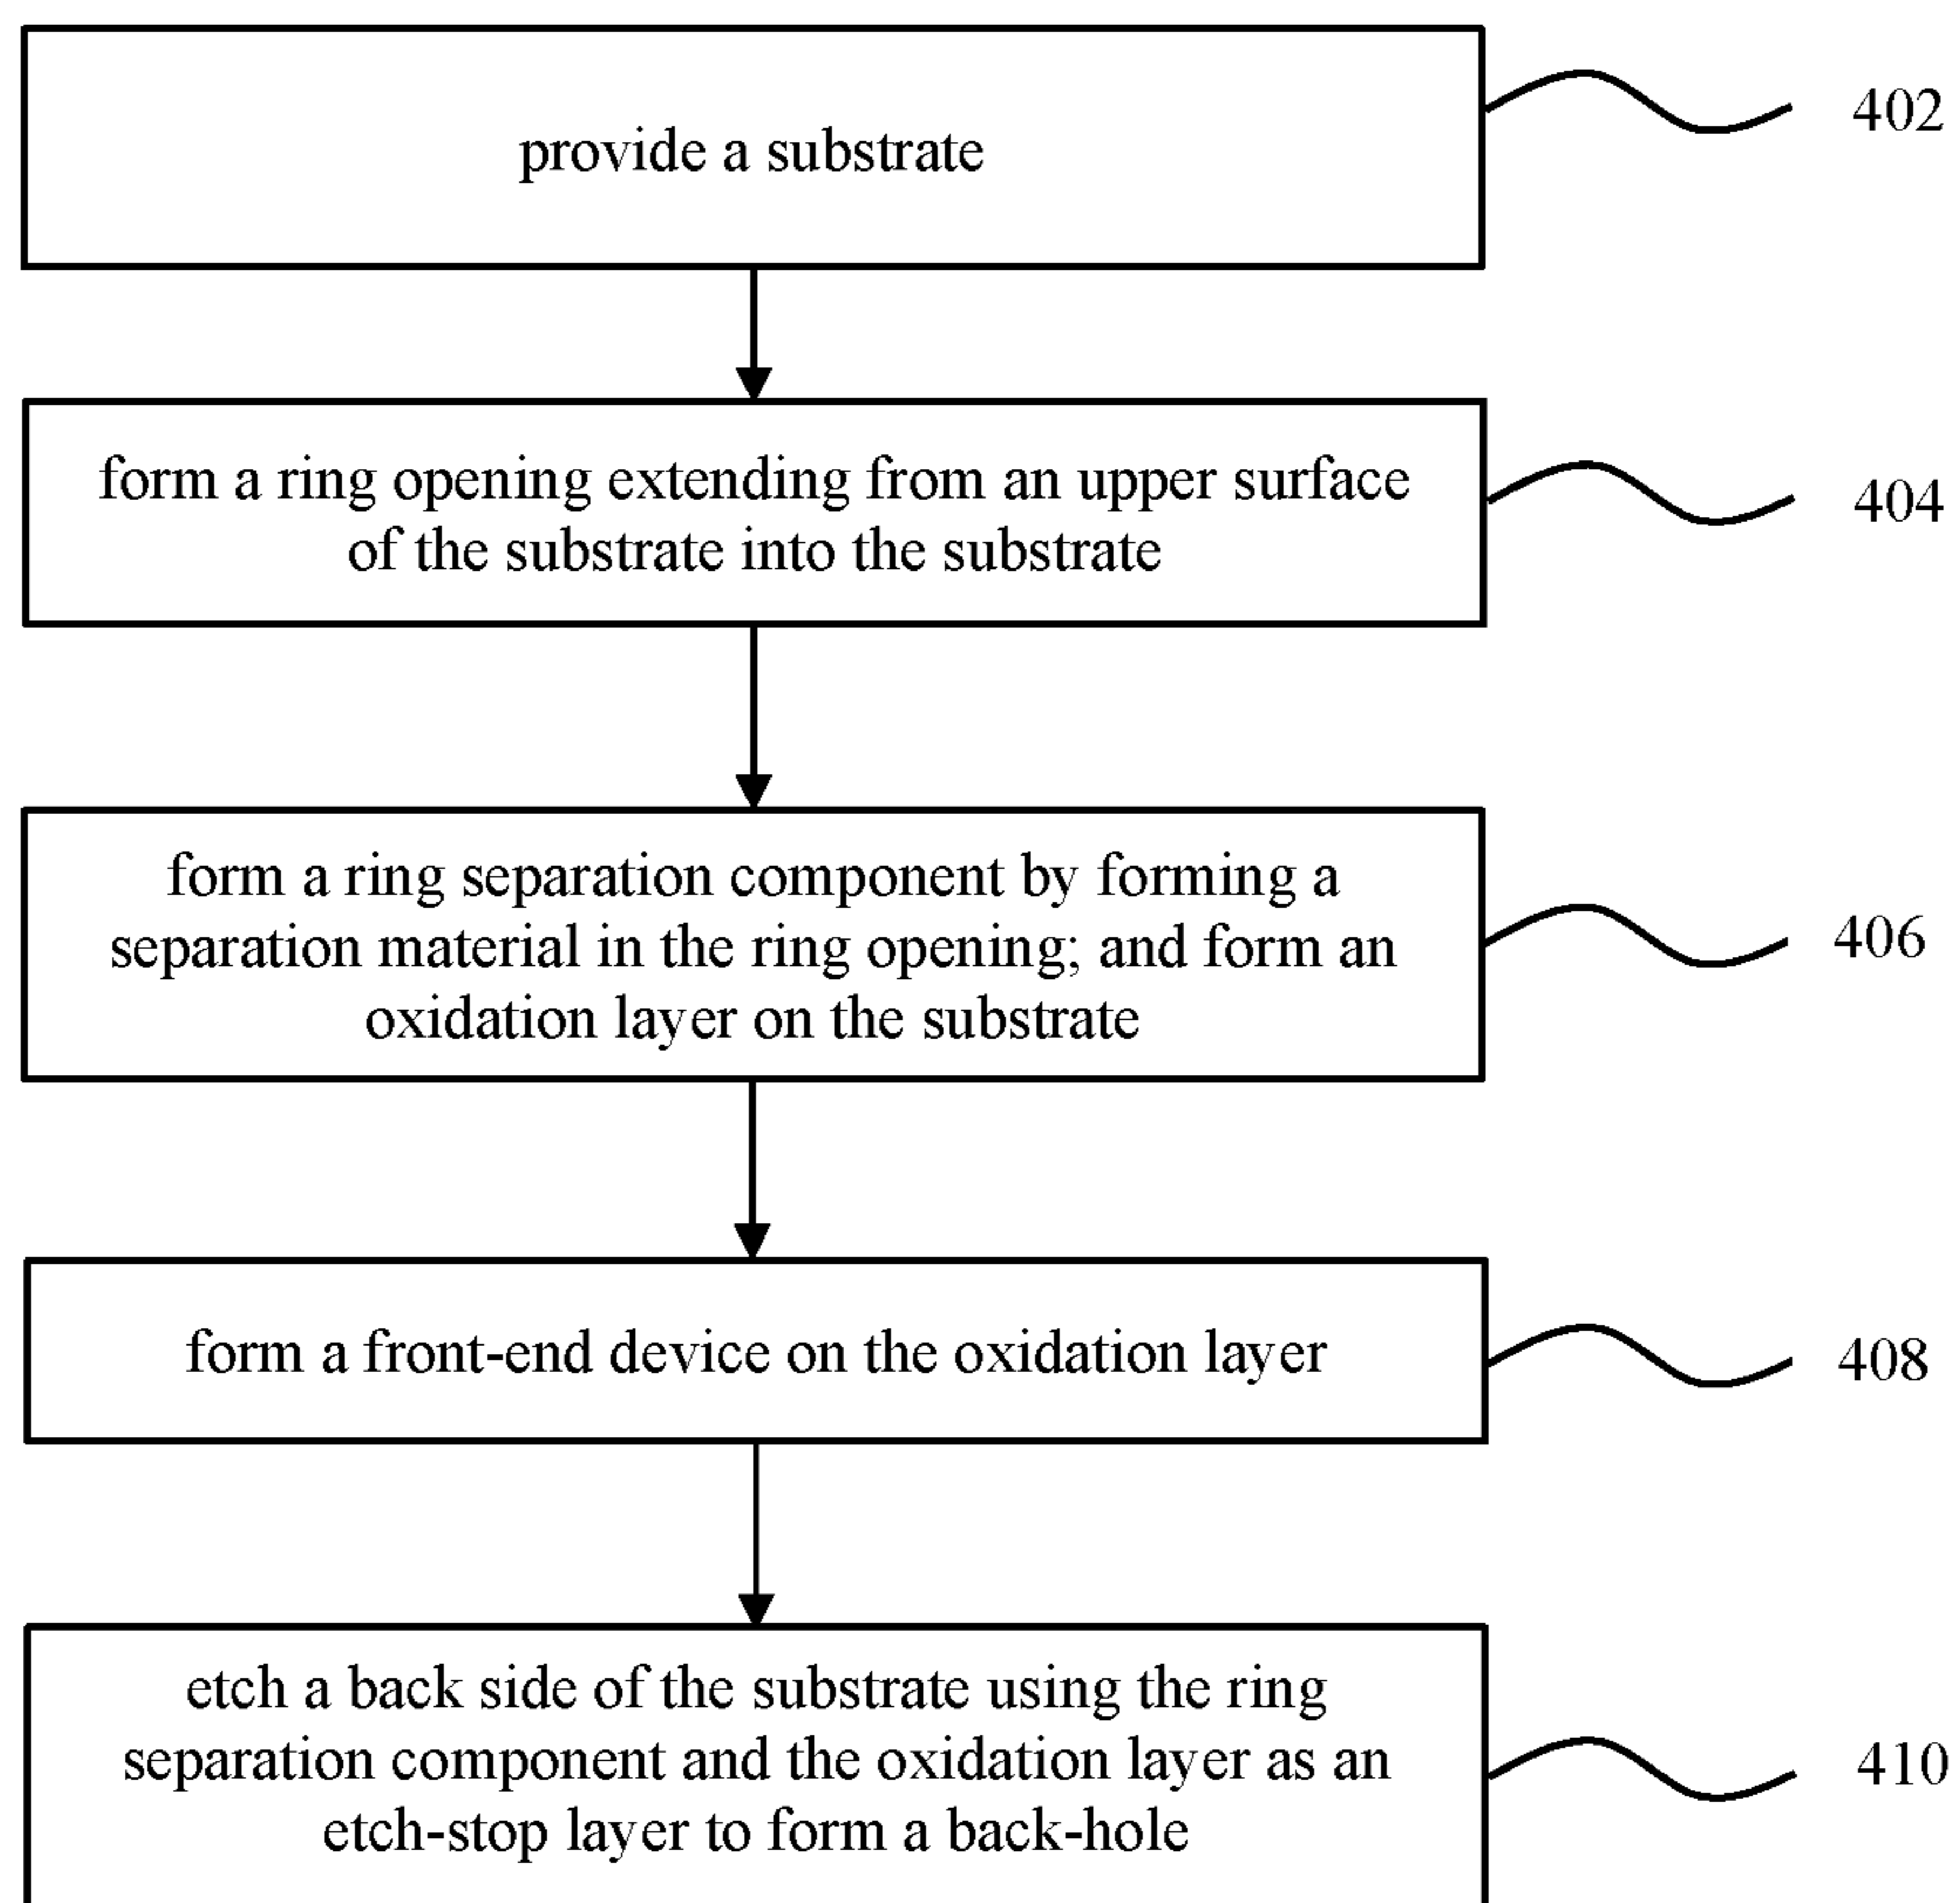 provide a substrate
402
form a ring opening extending from an upper surface
of the substrate into the substrate
404
form a ring separation component by forming a
separation material in the ring opening; and form an
oxidation layer on the substrate
406
form a front-end device on the oxidation layer
408
etch a back side of the substrate using the ring
separation component and the oxidation layer as an
etch-stop layer to form a back-hole
410